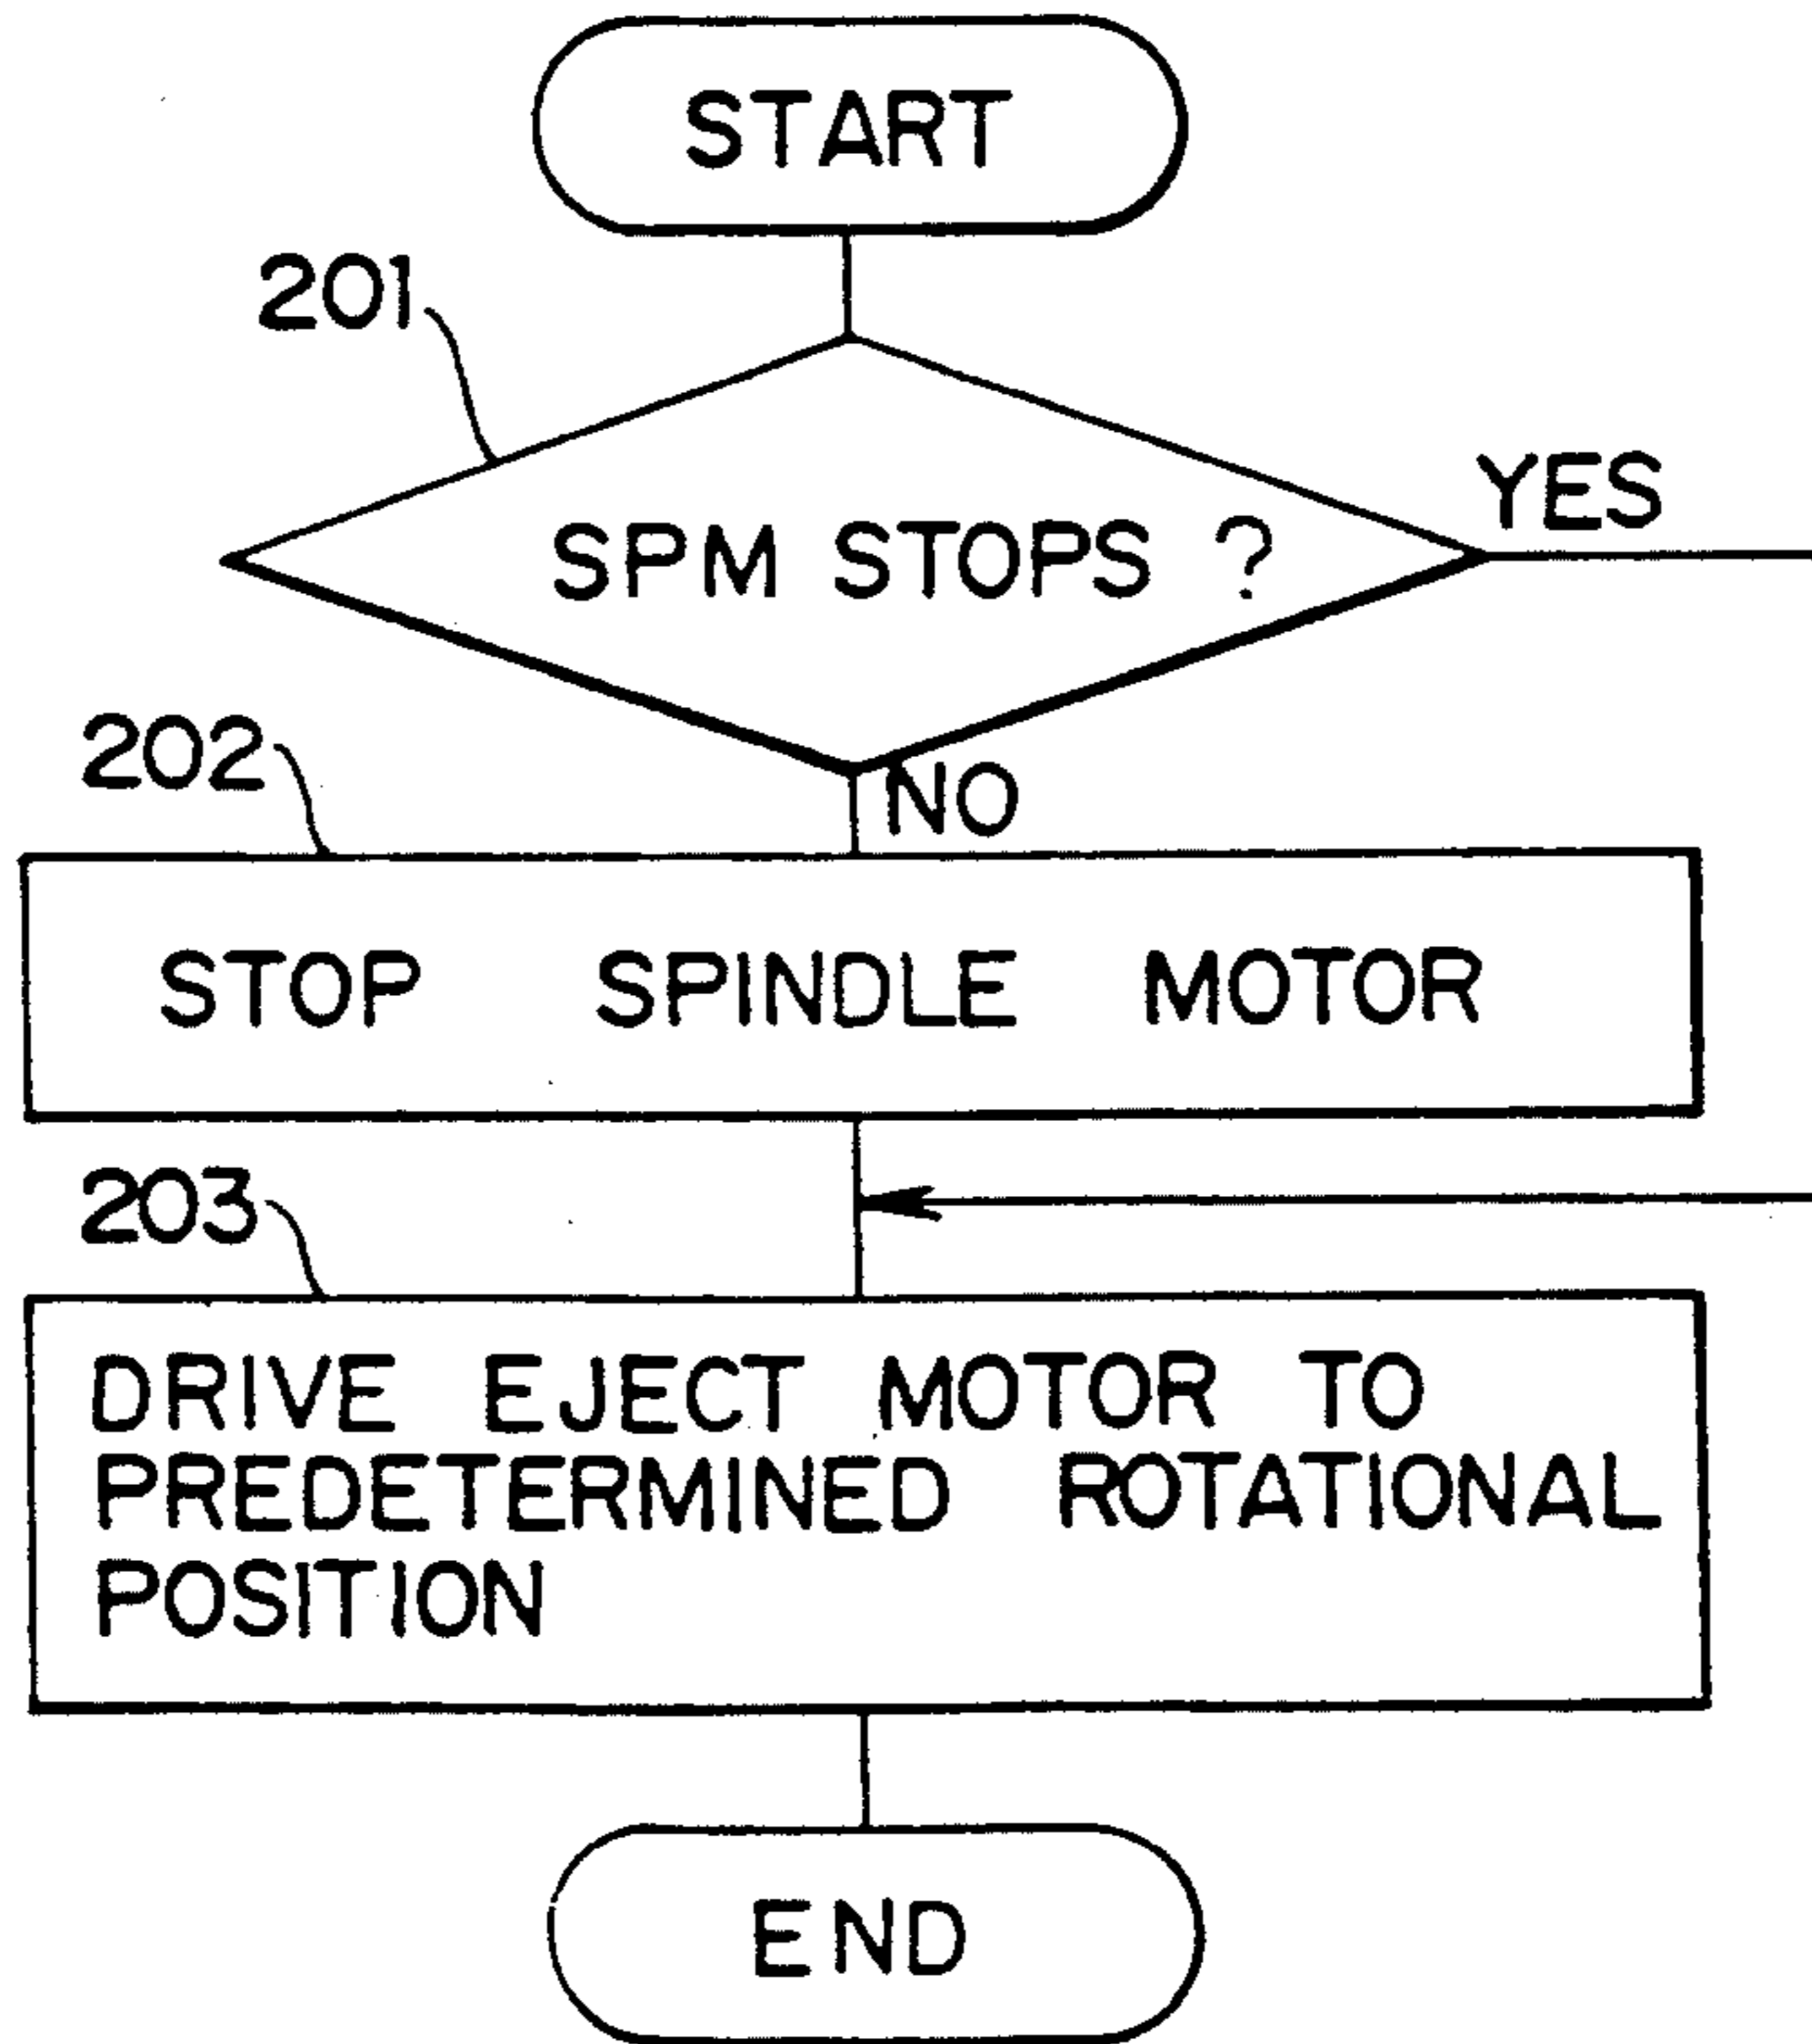 START
201
SPM STOPS ?
YES
NO
202
STOP SPINDLE MOTOR
203
DRIVE EJECT MOTOR TO
PREDETERMINED ROTATIONAL
POSITION
END